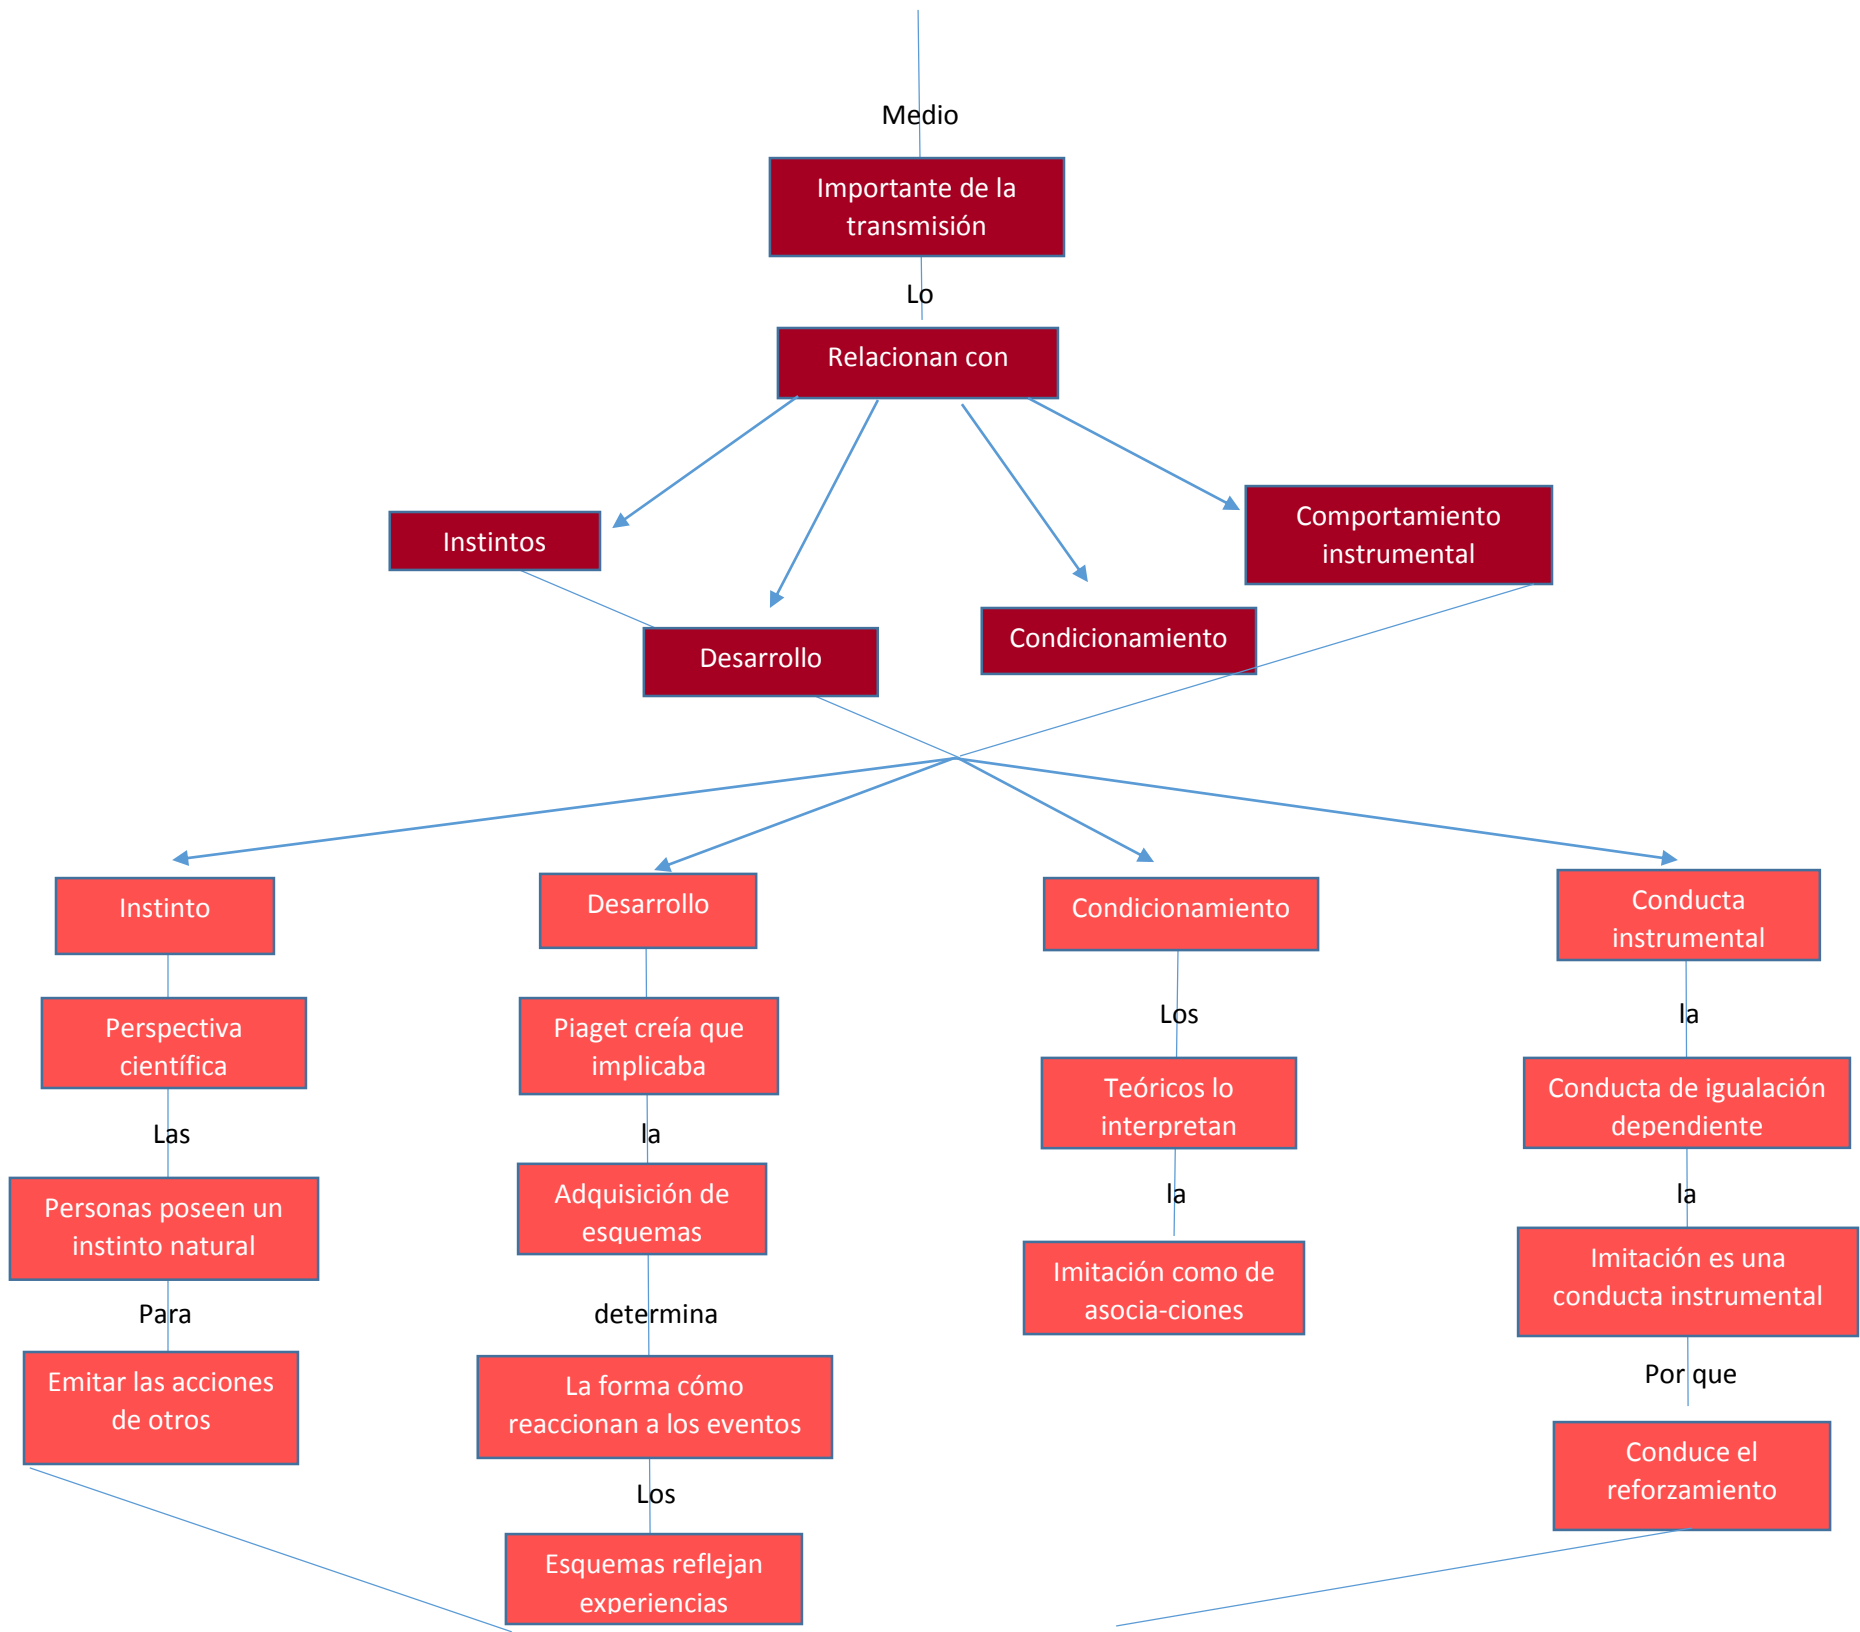 Medio
Importante de la
transmisión
Lo
Relacionan con
Instintos
Comportamiento
instrumental
Desarrollo
Condicionamiento
Instinto
Perspectiva
científica
Las
Personas poseen un
instinto natural
Para
Emitar las acciones
de otros
Desarrollo
Piaget creía que
implicaba
la
Adquisición de
esquemas
determina
La forma cómo
reaccionan a los eventos
Los
Esquemas reflejan
experiencias
Condicionamiento
Los
Teóricos lo
interpretan
la
Imitación como de
asocia-ciones
Conducta
instrumental
la
Conducta de igualación
dependiente
la
Imitación es una
conducta instrumental
Por que
Conduce el
reforzamiento